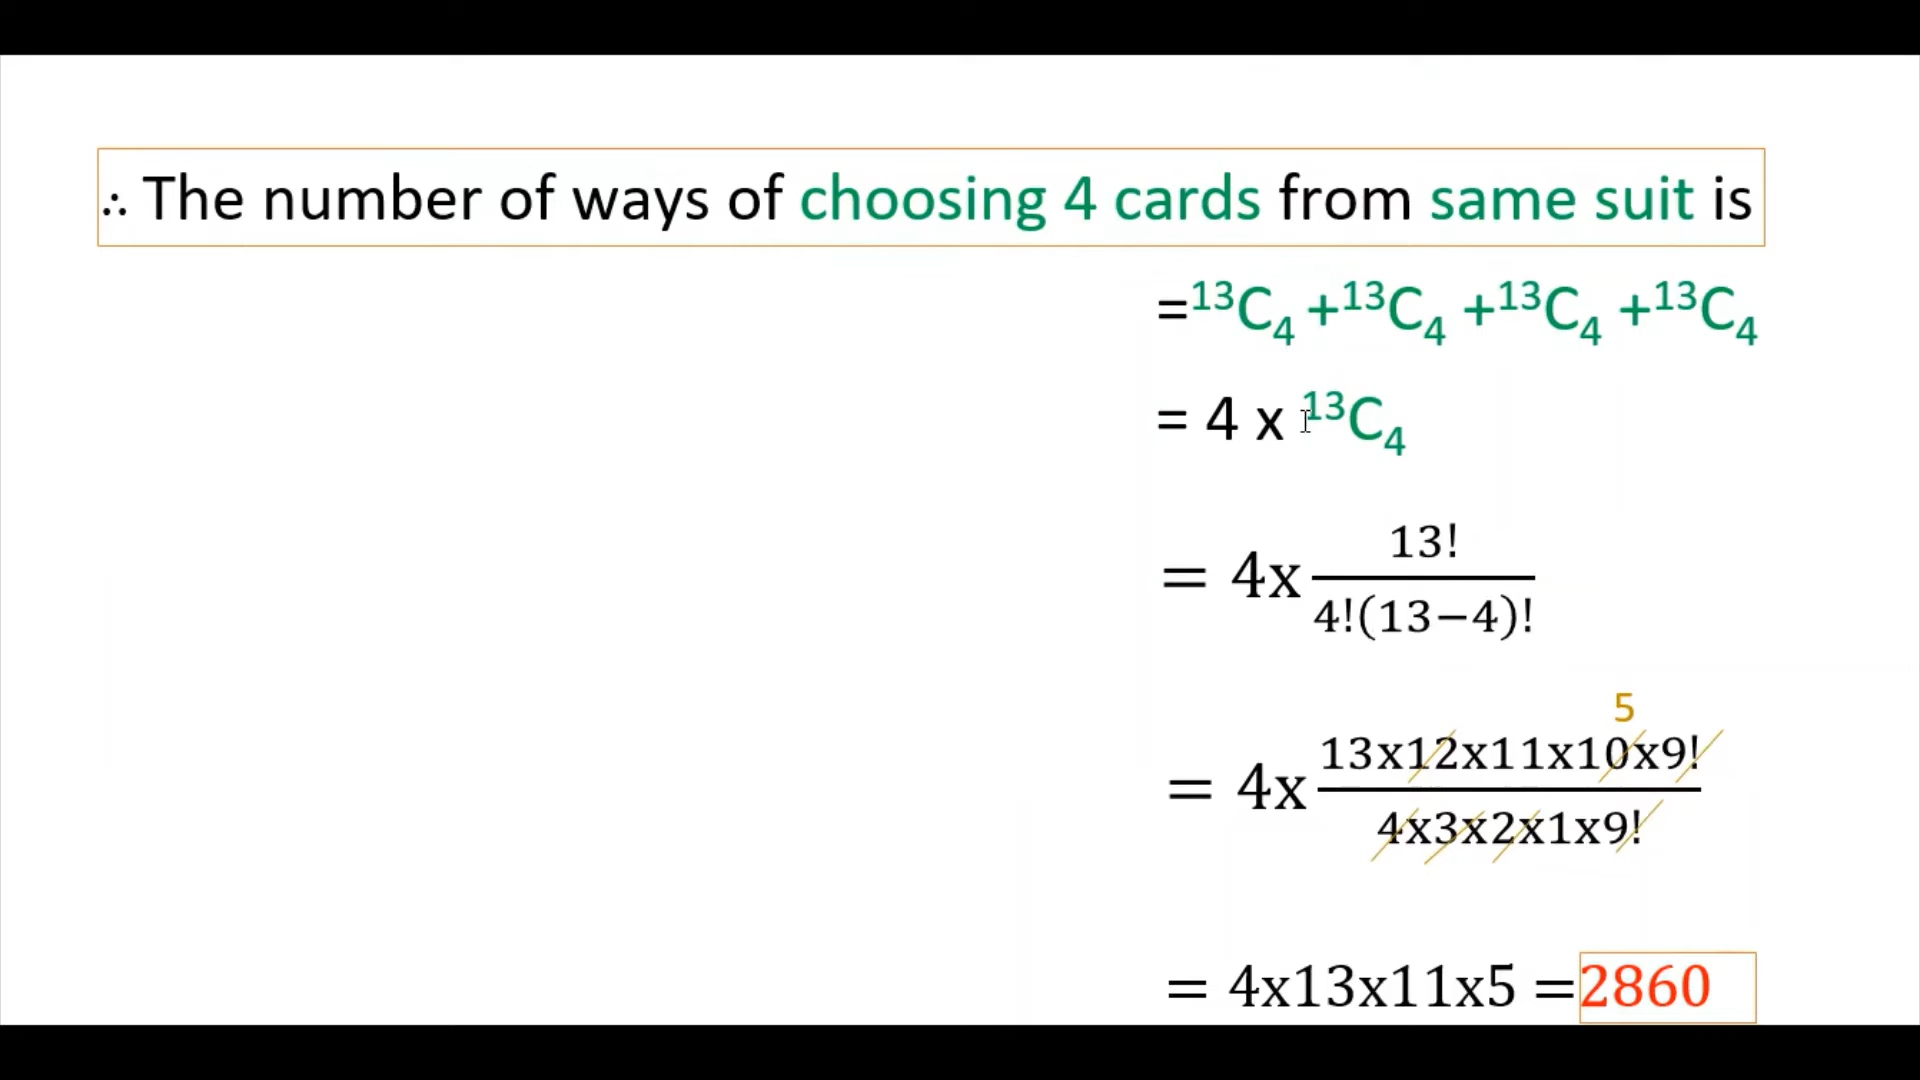 ∴ The number of ways of choosing 4 cards from same suit is
=¹³C₄ +¹³C₄ +¹³C₄ +¹³C₄
= 4 x ¹³C₄
= 4x 13!
4!(13−4)!
5
= 4x 13x12x11x10x9!
4x3x2x1x9!
= 4x13x11x5 =2860